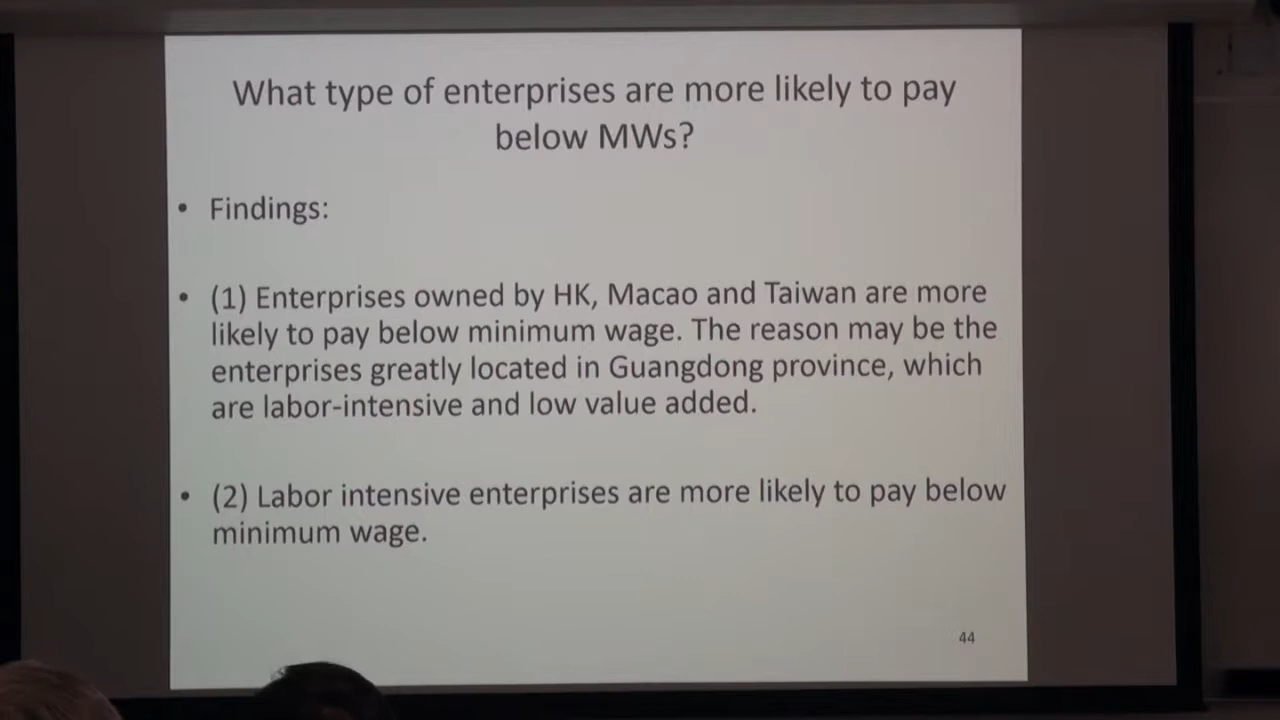 What type of enterprises are more likely to pay
below MWs?
• Findings:
• (1) Enterprises owned by HK, Macao and Taiwan are more
likely to pay below minimum wage. The reason may be the
enterprises greatly located in Guangdong province, which
are labor-intensive and low value added.
• (2) Labor intensive enterprises are more likely to pay below
minimum wage.
44